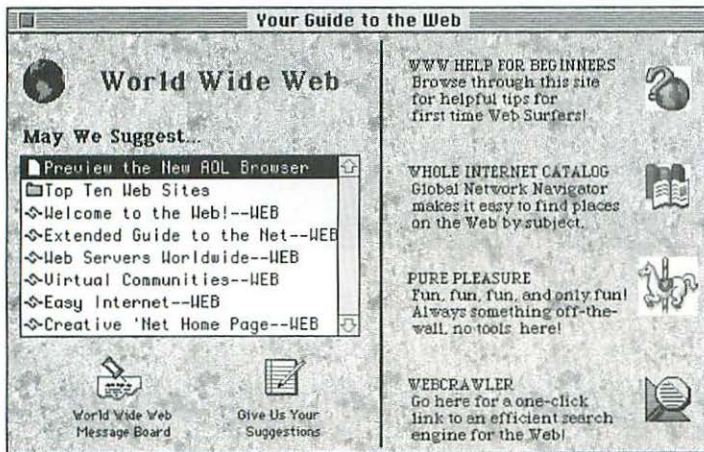 Your Guide to the Web
World Wide Web
May We Suggest...
Preview the New AOL Browser
Top Ten Web Sites
Welcome to the Web!--WEB
Extended Guide to the Net--WEB
Web Servers Worldwide--WEB
Virtual Communities--WEB
Easy Internet--WEB
Creative 'Net Home Page--WEB
World Wide Web
Message Board
Give Us Your
Suggestions
WWW HELP FOR BEGINNERS
Browse through this site
for helpful tips for
first time Web Surfers!
WHOLE INTERNET CATALOG
Global Network Navigator
makes it easy to find places
on the Web by subject.
PURE PLEASURE
Fun, fun, fun, and only fun!
Always something off-the-
wall, no tools here!
WEBCRAWLER
Go here for a one-click
link to an efficient search
engine for the Web!